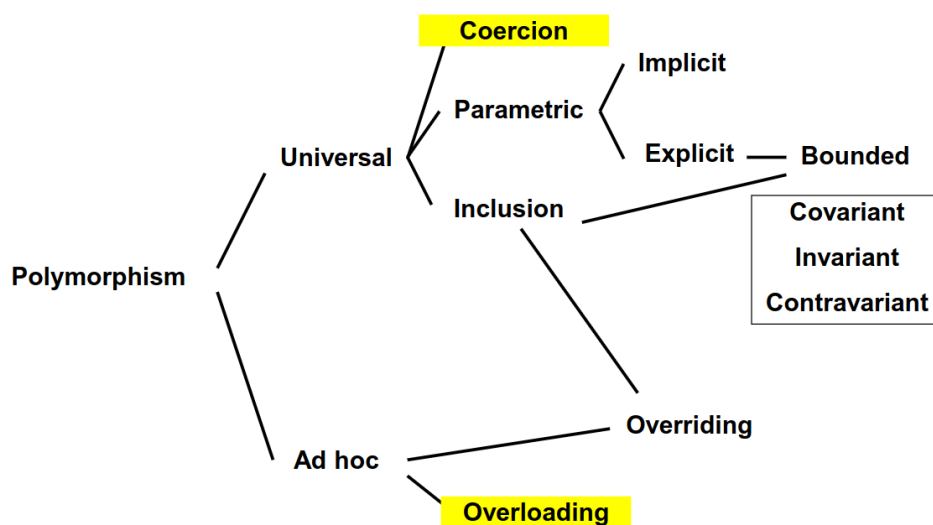 Coercion
Implicit
Parametric
Universal
Explicit
Bounded
Inclusion
Covariant
Invariant
Contravariant
Polymorphism
Overriding
Ad hoc
Overloading